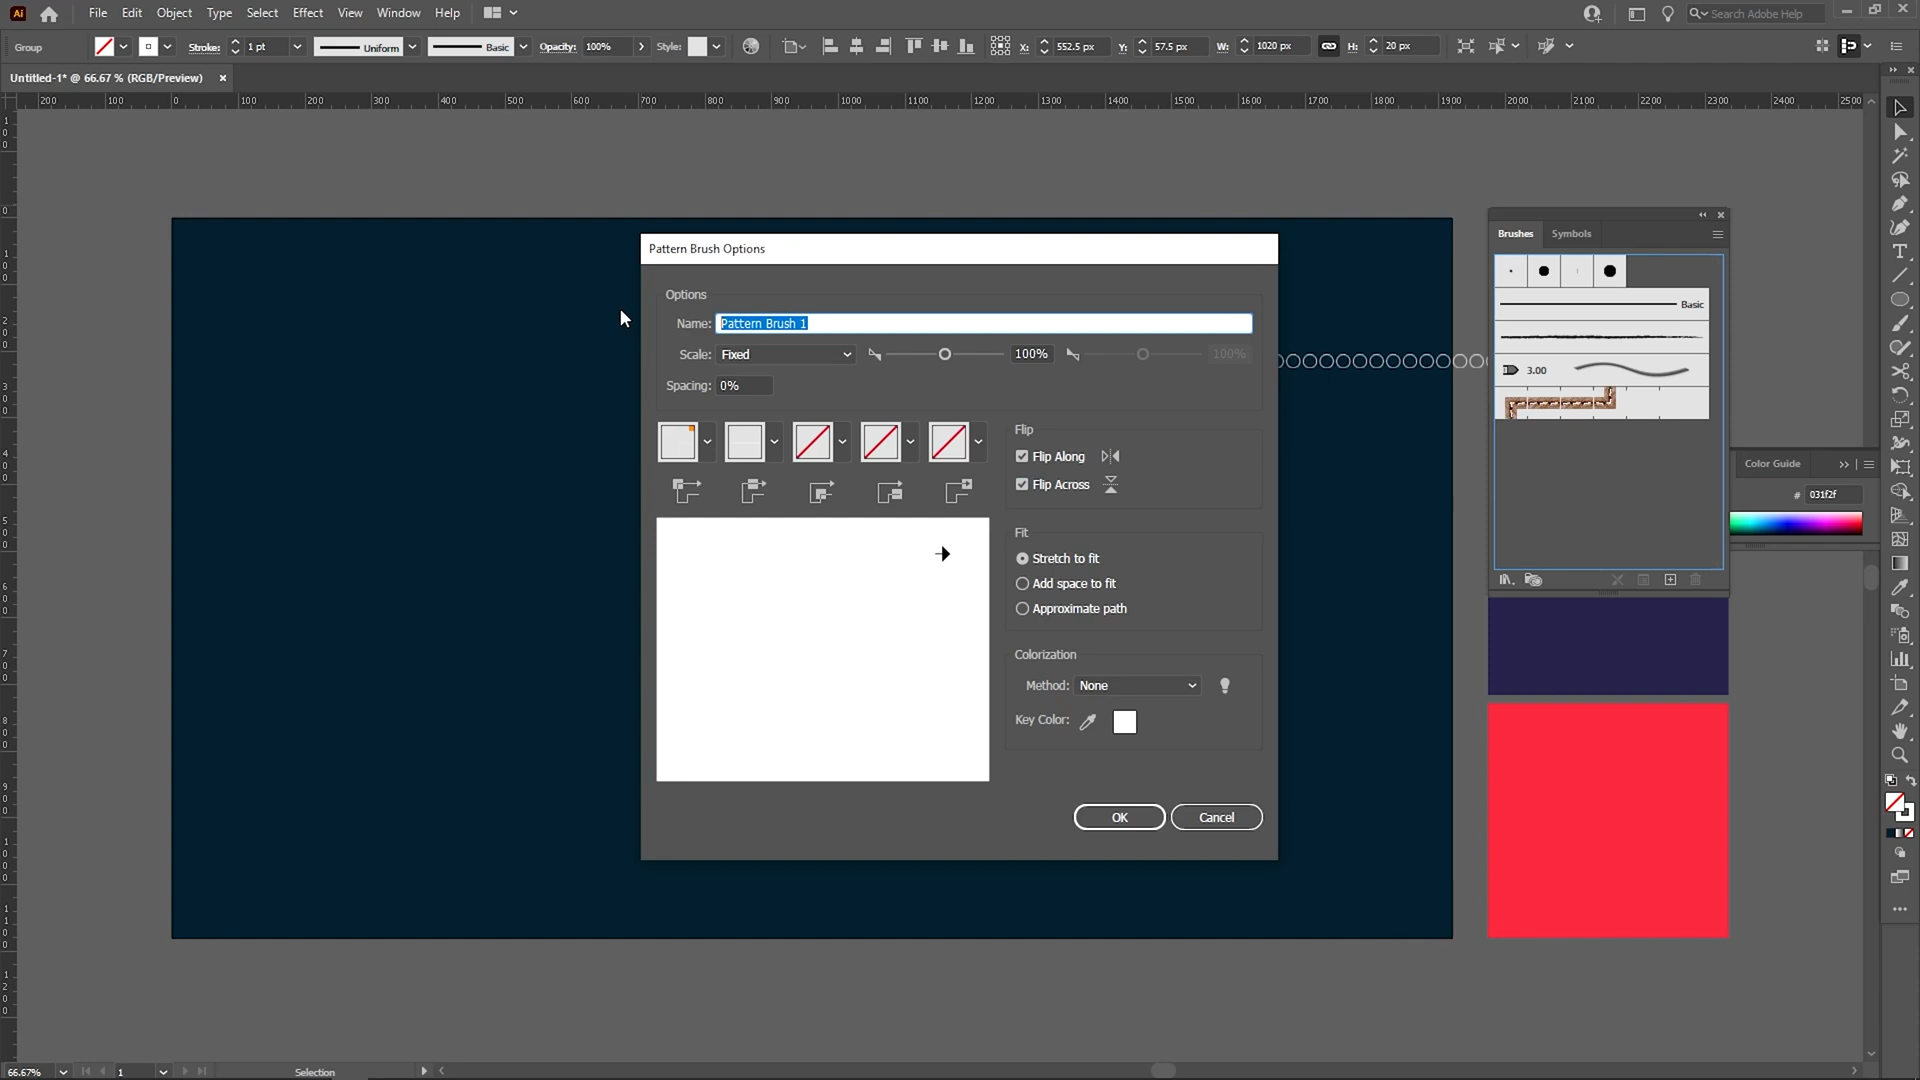 Ai File Edit Object Type Select Effect View Window Help Search Adobe Help
Group Stroke: 1 pt Uniform Basic Opacity: 100% Style: X: 552.5 px Y: 57.5 px W: 1020 px H: 20 px
Untitled-1* @ 66.67 % (RGB/Preview)
200 100 0 100 200 300 400 500 600 700 800 900 1000 1100 1200 1300 1400 1500 1600 1700 1800 1900 2000 2100 2200 2300 2400 2500
Pattern Brush Options
Options
Name: Pattern Brush 1
Scale: Fixed 100% 100%
Spacing: 0%
Flip
Flip Along
Flip Across
Fit
Stretch to fit
Add space to fit
Approximate path
Colorization
Method: None
Key Color:
OK Cancel
Brushes Symbols
Basic
3.00
Color Guide
# 031f2f
66.67% 1 Selection